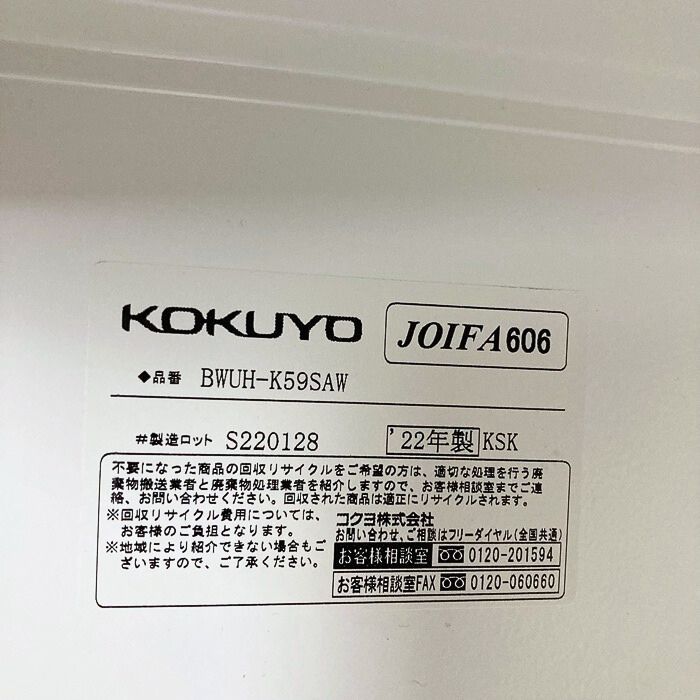 KOKUYO JOIFA606
◆品番 BWUH-K59SAW
#製造ロット S220128 '22年製 KSK
不要になった商品の回収リサイクルをご希望の方は、適切な処理を行う廃
棄物搬送業者と廃棄物処理業者を紹介しますので、お客様相談室までご連
絡、お問い合わせください。回収された商品は適正にリサイクルされます。
※回収リサイクル費用については、
お客様のご負担となります。
※地域により紹介できない場合もご
ざいますので、ご了承ください。
コクヨ株式会社
お問い合わせ、ご相談はフリーダイヤル(全国共通)
お客様相談室 0120-201594
お客様相談室FAX 0120-060660